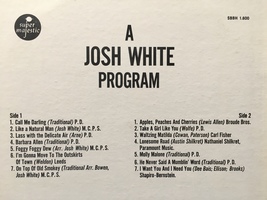 super
majestic
EBBN 1.800
A
JOSH WHITE
PROGRAM
Side 1
1. Call Me Darling (Traditional) P.D.
2. Like a Natural Man (Josh White) M.C.P.S.
3. Lass with the Delicate Air (Arne) P.D.
4. Barbara Allen (Traditional) P.D.
5. Foggy Foggy Dew (Arr. Josh White) M.C.P.S.
6. I'm Gonna Move To The Outskirts
Of Town (Weldon) Leeds
7. On Top Of Old Smokey (Traditional Arr. Bowen,
Josh White) M.C.P.S.
Side 2
1. Apples, Peaches And Cherries (Lewis Allen) Broude Bros.
2. Take A Girl Like You (Wolfe) P.D.
3. Waltzing Matilda (Cowan, Paterson) Carl Fisher
4. Lonesome Road (Austin Shilkret) Nathaniel Shilkret,
Paramount Music.
5. Molly Malone (Traditional) P.D.
6. He Never Said A Mumblin' Word (Traditional) P.D.
7. I Want You And I Need You (See Baiz; Ellison; Brooks)
Shapiro-Bernstein.